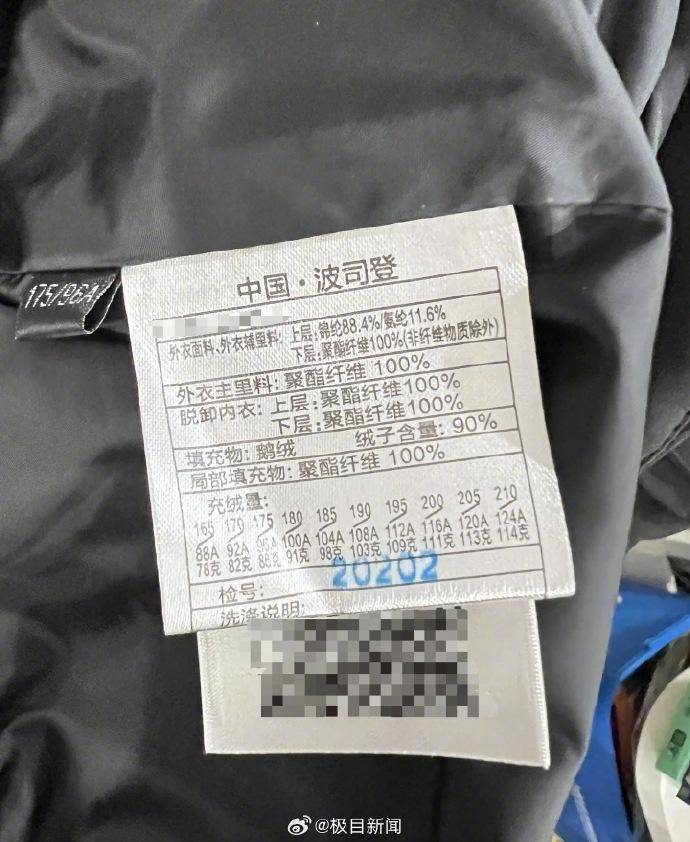 中国·波司登
175/96A
外衣面料、外衣辅里料: 上层:锦纶88.4%/氨纶11.6%
下层:聚酯纤维100%(非纤维物质除外)
外衣主里料: 聚酯纤维 100%
脱卸内衣: 上层:聚酯纤维100%
下层:聚酯纤维100%
填充物: 鹅绒 绒子含量: 90%
局部填充物: 聚酯纤维 100%
充绒量:
165 170 175 180 185 190 195 200 205 210
88A 92A 96A 100A 104A 108A 112A 116A 120A 124A
78克 82克 86克 91克 98克 103克 109克 111克 113克 114克
检号: 20202
洗涤说明:
@极目新闻